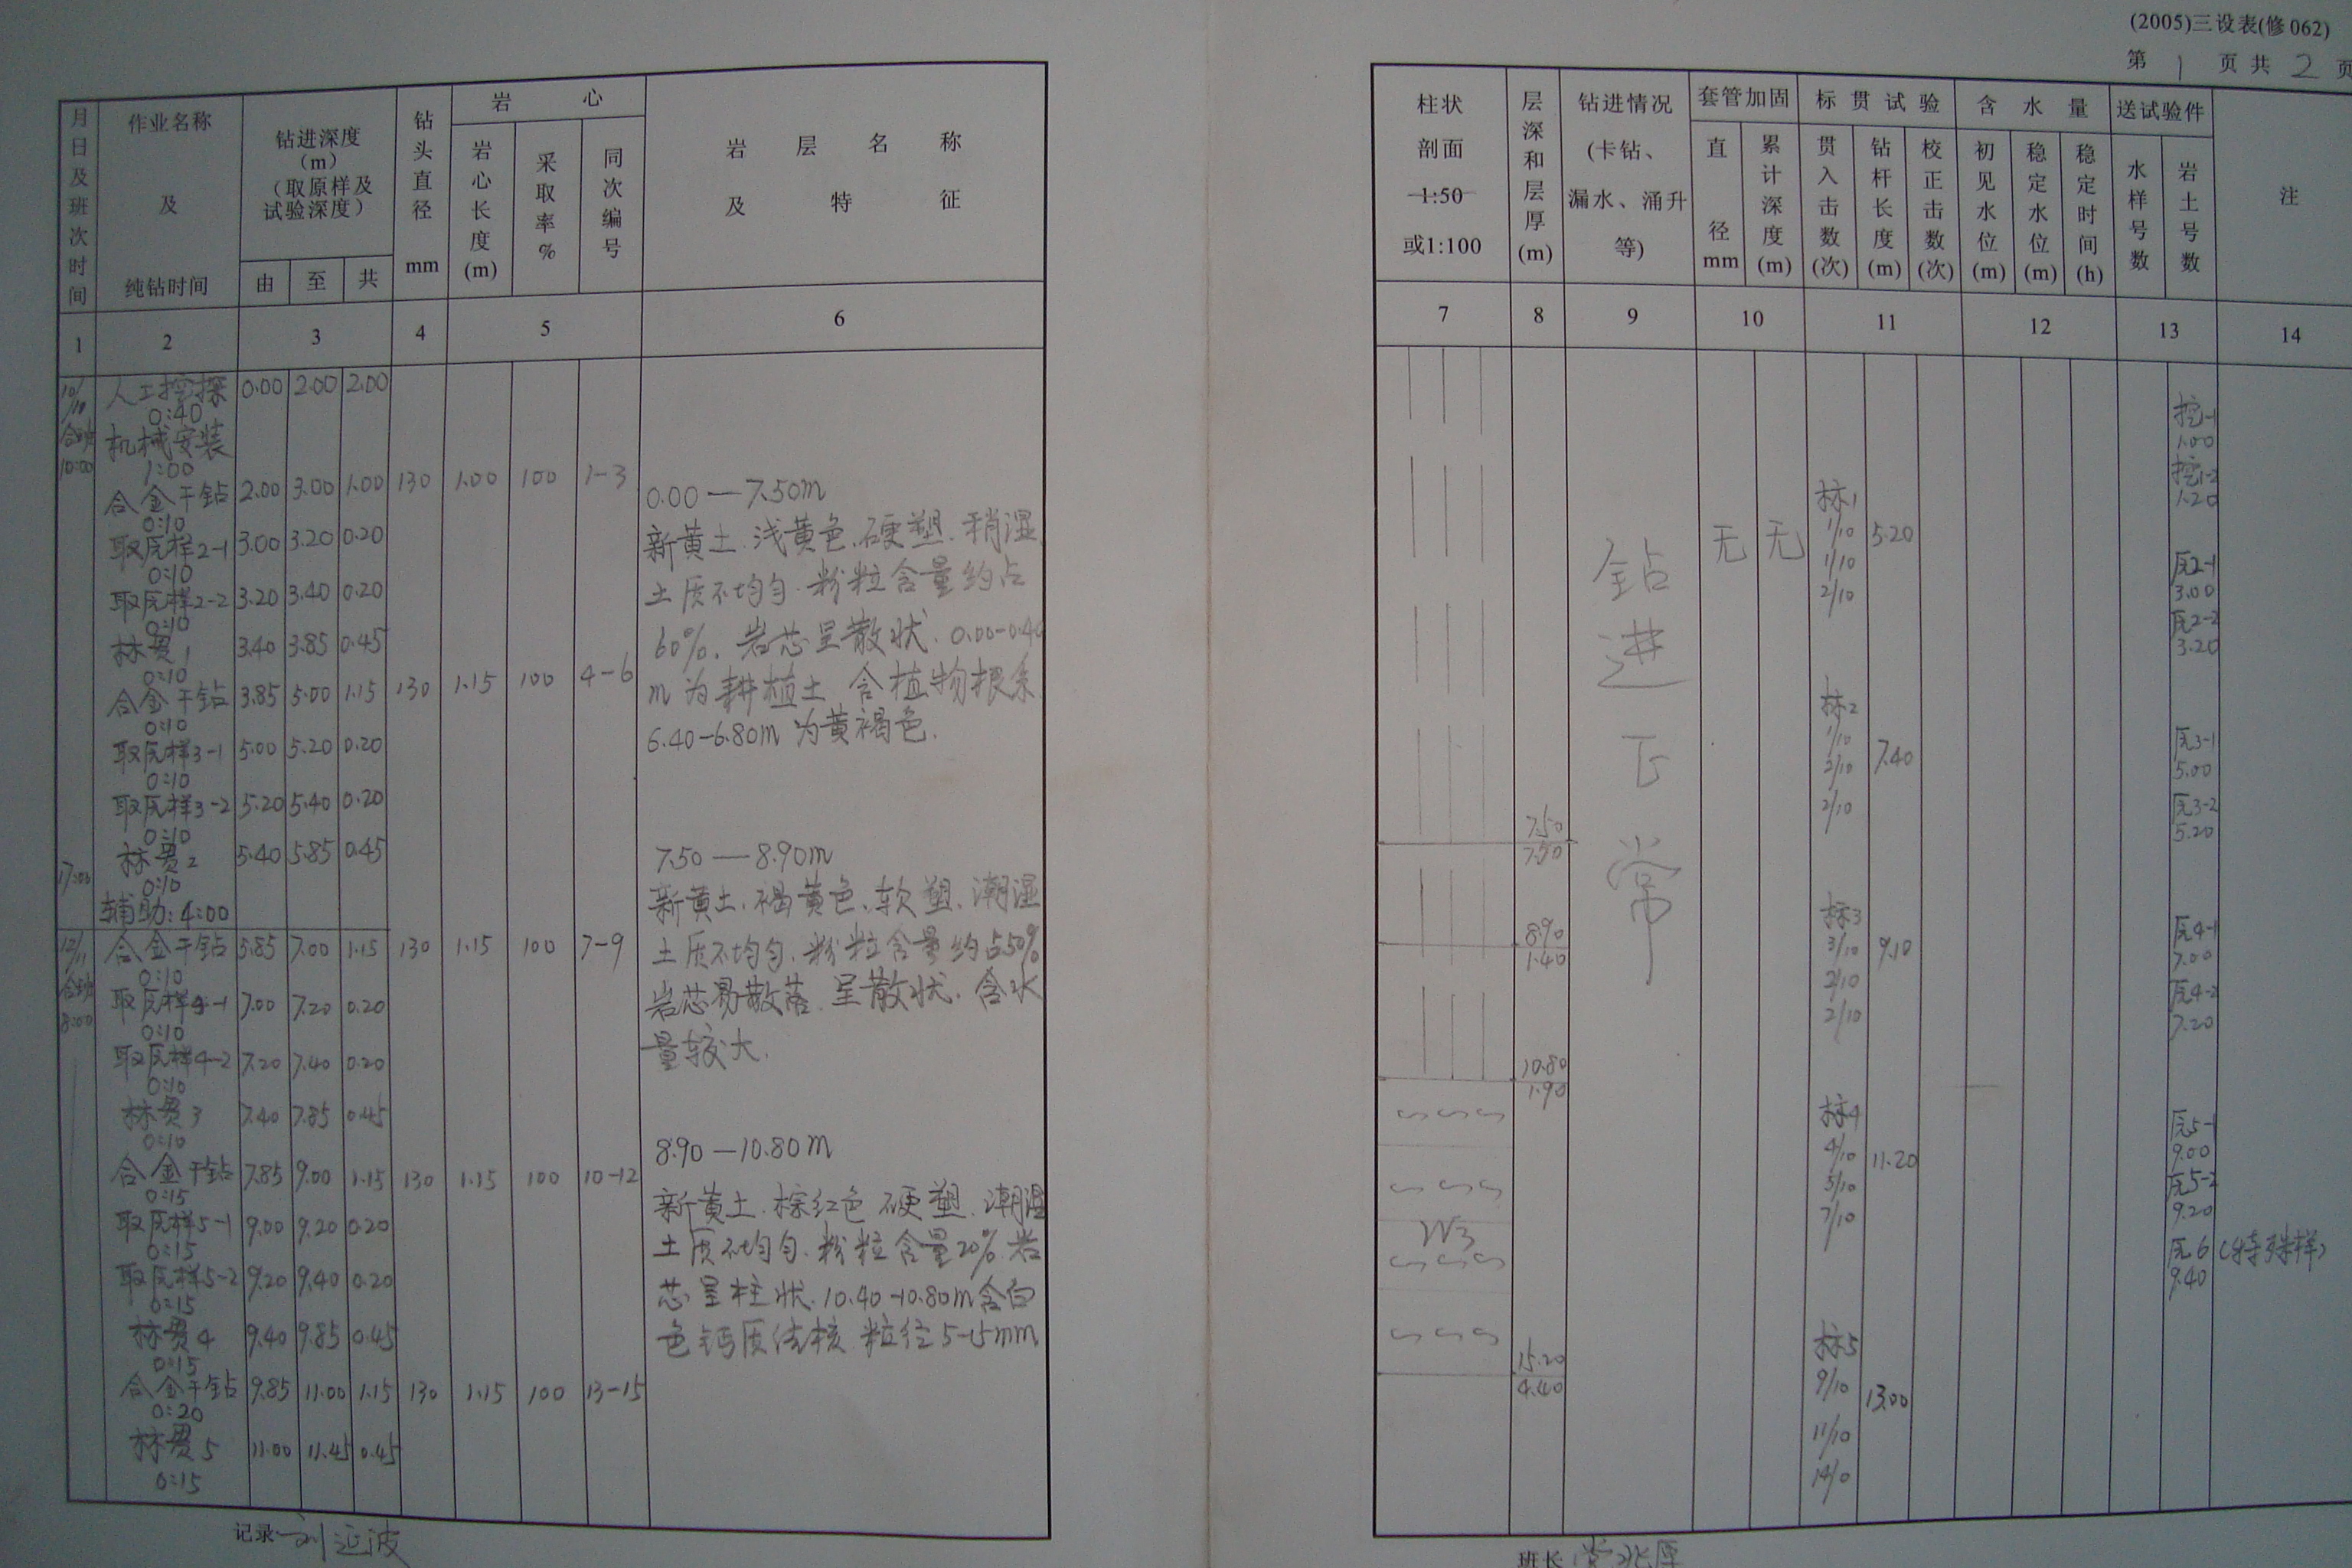 (2005)三设表(修062)
第 1 页 共 2 页
月日及班次时间
作业名称
及
纯钻时间
钻进深度
(m)
(取原样及
试验深度)
由 至 共
钻头直径 mm
岩 心
岩心长度(m)
采取率%
同次编号
岩 层 名 称
及 特 征
1 2 3 4 5 6
10/10 合班 10:00
人工挖探 0.00 2.00 2.00
0:40
机械安装
1:00
合金干钻 2.00 3.00 1.00 130 1.00 100 1-3
0:10
取原样2-1 3.00 3.20 0.20
0:10
取原样2-2 3.20 3.40 0.20
0:10
标贯1 3.40 3.85 0.45
0:10
合金干钻 3.85 5.00 1.15 130 1.15 100 4-6
0:10
取原样3-1 5.00 5.20 0.20
0:10
取原样3-2 5.20 5.40 0.20
0:10
标贯2 5.40 5.85 0.45
0:10
17:00
辅助:4:00
合班 8:00
合金干钻 5.85 7.00 1.15 130 1.15 100 7-9
0:10
取原样4-1 7.00 7.20 0.20
0:10
取原样4-2 7.20 7.40 0.20
0:10
标贯3 7.40 7.85 0.45
0:10
合金干钻 7.85 9.00 1.15 130 1.15 100 10-12
0:15
取原样5-1 9.00 9.20 0.20
0:15
取原样5-2 9.20 9.40 0.20
0:15
标贯4 9.40 9.85 0.45
0:15
合金干钻 9.85 11.00 1.15 130 1.15 100 13-15
0:20
标贯5 11.00 11.45 0.45
0:15
0.00—7.50m
新黄土.浅黄色.硬塑.稍湿.
土质不均匀.粉粒含量约占
60%.岩芯呈散状.0.00-0.40
m为耕植土 含植物根系
6.40-6.80m为黄褐色.
7.50—8.90m
新黄土.褐黄色.软塑.潮湿
土质不均匀.粉粒含量约占50%
岩芯易散落.呈散状.含水
量较大.
8.90—10.80m
新黄土.棕红色 硬塑.潮湿
土质不均匀.粉粒含量20%.岩
芯呈柱状.10.40-10.80m含白
色钙质结核.粒径5-15mm
记录 刘延波
柱状
剖面
1:50
或1:100
层深和层厚(m)
钻进情况
(卡钻、
漏水、涌升
等)
套管加固
直径mm
累计深度(m)
标贯试验
贯入击数(次)
钻杆长度(m)
校正击数(次)
含水量
初见水位(m)
稳定水位(m)
稳定时间(h)
送试验件
水样号数
岩土号数
注
7 8 9 10 11 12 13 14
7.50
7.50
8.90
1.40
10.80
1.90
W3
15.20
4.40
钻
进
正
常
无 无
标1
1/10 5.20
1/10
2/10
标2
1/10
2/10 7.40
2/10
标3
3/10 9.10
2/10
2/10
标4
4/10 11.20
5/10
7/10
标5
9/10 13.00
11/10
14/10
挖1-1
1.00
挖1-2
1.20
原2-1
3.00
原2-2
3.20
原3-1
5.00
原3-2
5.20
原4-1
7.00
原4-2
7.20
原5-1
9.00
原5-2
9.20
原6 (特殊样)
9.40
班长